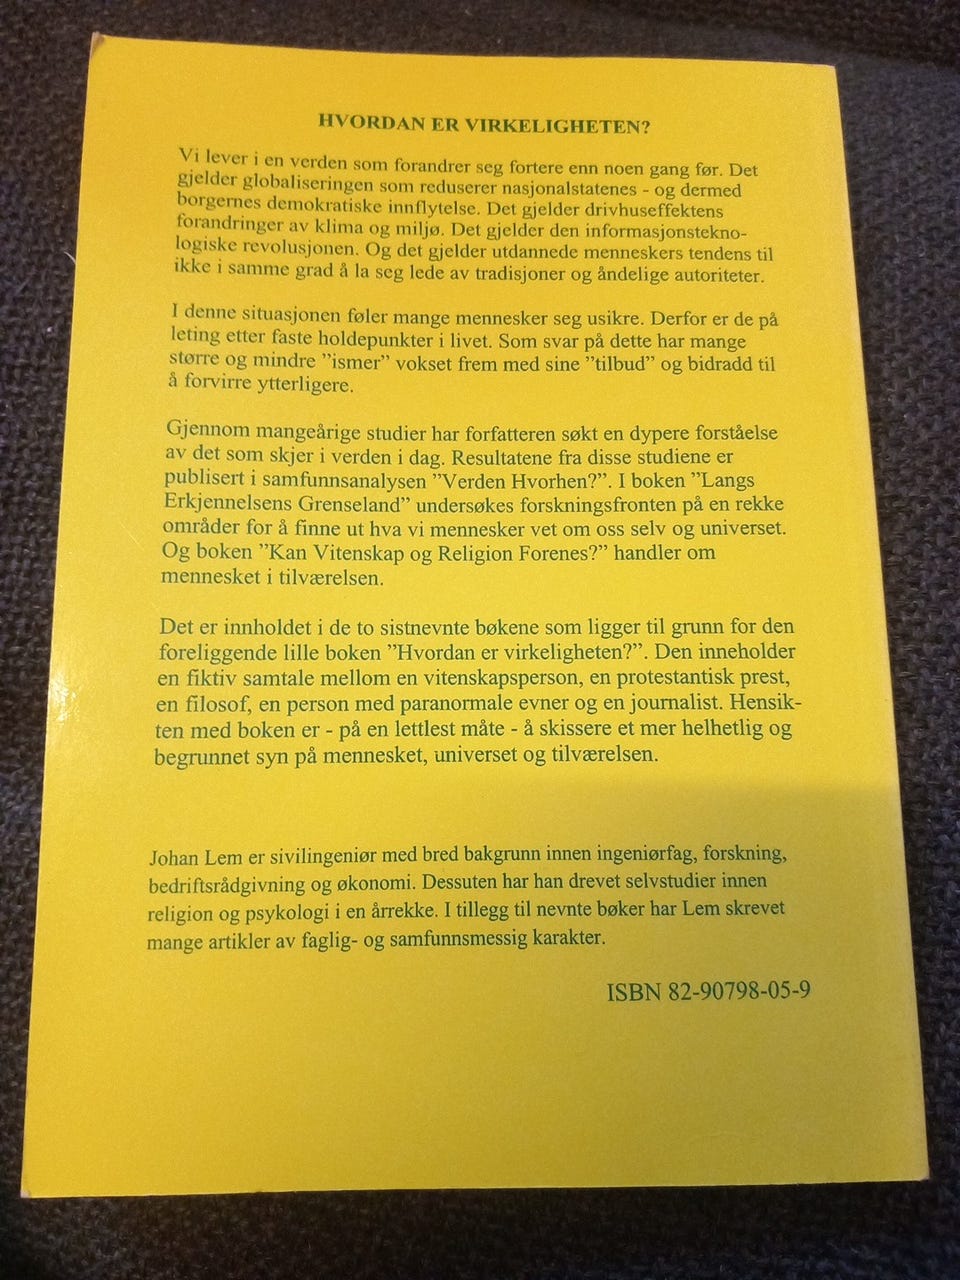 HVORDAN ER VIRKELIGHETEN?
Vi lever i en verden som forandrer seg fortere enn noen gang før. Det
gjelder globaliseringen som reduserer nasjonalstatenes - og dermed
borgernes demokratiske innflytelse. Det gjelder drivhuseffektens
forandringer av klima og miljø. Det gjelder den informasjonstekno-
logiske revolusjonen. Og det gjelder utdannede menneskers tendens til
ikke i samme grad å la seg lede av tradisjoner og åndelige autoriteter.
I denne situasjonen føler mange mennesker seg usikre. Derfor er de på
leting etter faste holdepunkter i livet. Som svar på dette har mange
større og mindre ”ismer” vokset frem med sine ”tilbud” og bidradd til
å forvirre ytterligere.
Gjennom mangeårige studier har forfatteren søkt en dypere forståelse
av det som skjer i verden i dag. Resultatene fra disse studiene er
publisert i samfunnsanalysen ”Verden Hvorhen?”. I boken ”Langs
Erkjennelsens Grenseland” undersøkes forskningsfronten på en rekke
områder for å finne ut hva vi mennesker vet om oss selv og universet.
Og boken ”Kan Vitenskap og Religion Forenes?” handler om
mennesket i tilværelsen.
Det er innholdet i de to sistnevnte bøkene som ligger til grunn for den
foreliggende lille boken ”Hvordan er virkeligheten?”. Den inneholder
en fiktiv samtale mellom en vitenskapsperson, en protestantisk prest,
en filosof, en person med paranormale evner og en journalist. Hensik-
ten med boken er - på en lettlest måte - å skissere et mer helhetlig og
begrunnet syn på mennesket, universet og tilværelsen.
Johan Lem er sivilingeniør med bred bakgrunn innen ingeniørfag, forskning,
bedriftsrådgivning og økonomi. Dessuten har han drevet selvstudier innen
religion og psykologi i en årrekke. I tillegg til nevnte bøker har Lem skrevet
mange artikler av faglig- og samfunnsmessig karakter.
ISBN 82-90798-05-9